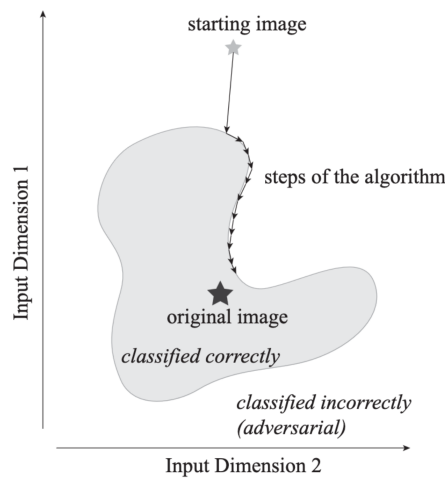 starting image
steps of the algorithm
Input Dimension 1
original image
classified correctly
classified incorrectly
(adversarial)
Input Dimension 2